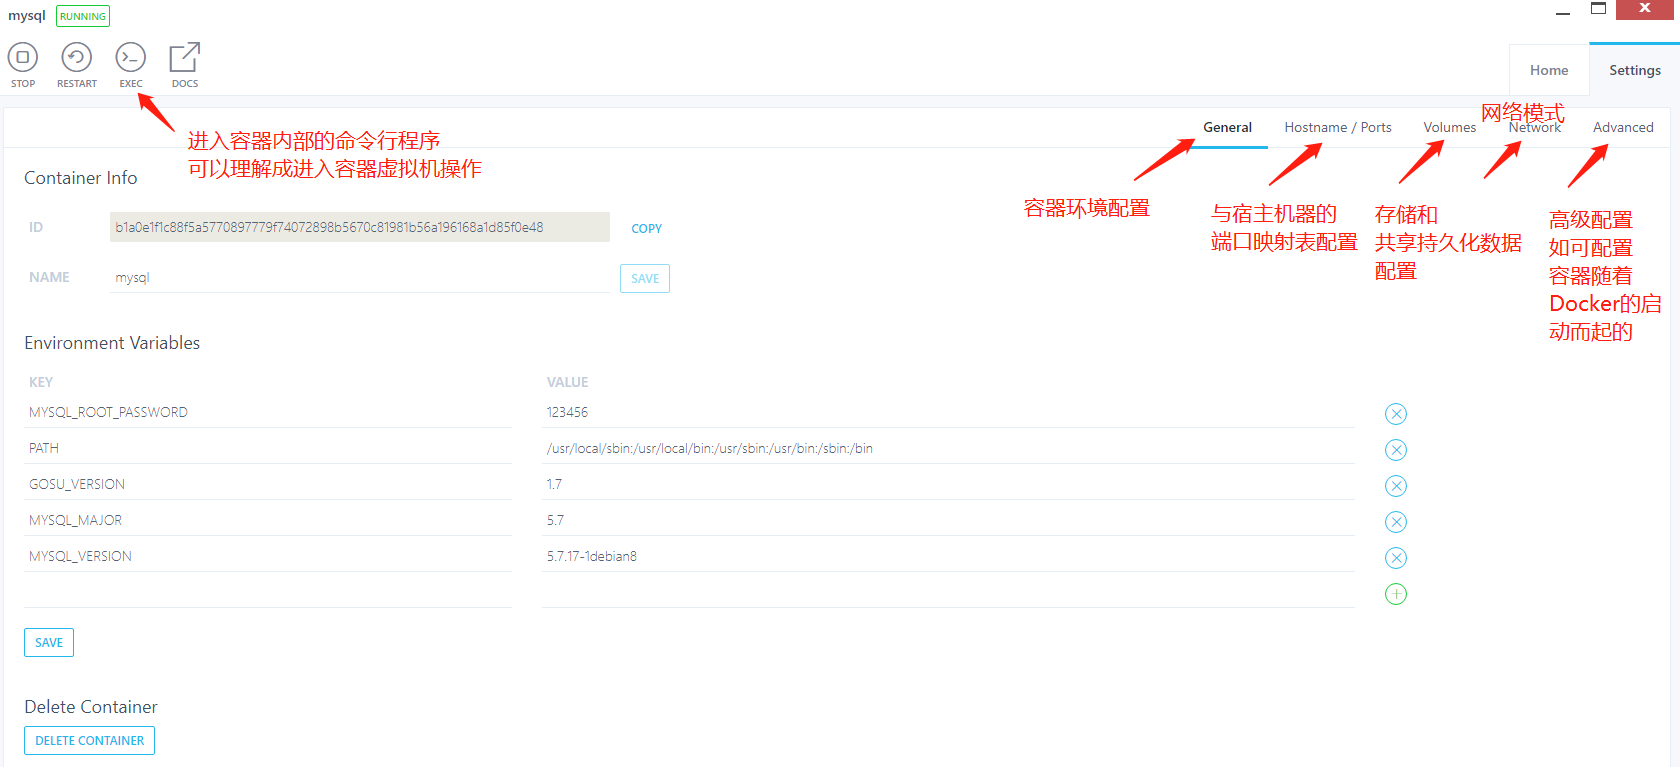 mysql RUNNING
STOP RESTART EXEC DOCS
Home Settings
进入容器内部的命令行程序
可以理解成进入容器虚拟机操作
网络模式
General Hostname / Ports Volumes Network Advanced
容器环境配置
与宿主机器的
端口映射表配置
存储和
共享持久化数据
配置
高级配置
如可配置
容器随着
Docker的启
动而起的
Container Info
ID b1a0e1f1c88f5a5770897779f74072898b5670c81981b56a196168a1d85f0e48 COPY
NAME mysql SAVE
Environment Variables
KEY VALUE
MYSQL_ROOT_PASSWORD 123456
PATH /usr/local/sbin:/usr/local/bin:/usr/sbin:/usr/bin:/sbin:/bin
GOSU_VERSION 1.7
MYSQL_MAJOR 5.7
MYSQL_VERSION 5.7.17-1debian8
SAVE
Delete Container
DELETE CONTAINER